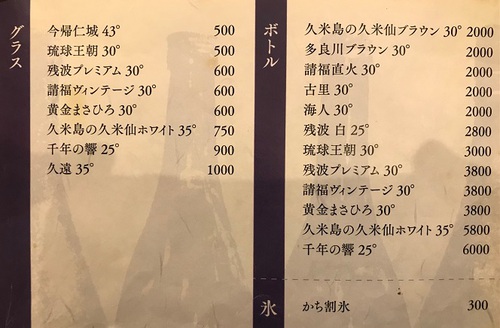 グラス
今帰仁城 43° 500
琉球王朝 30° 500
残波プレミアム 30° 600
請福ヴィンテージ 30° 600
黄金まさひろ 30° 600
久米島の久米仙ホワイト 35° 750
千年の響 25° 900
久遠 35° 1000
ボトル
久米島の久米仙ブラウン 30° 2000
多良川ブラウン 30° 2000
請福直火 30° 2000
古里 30° 2000
海人 30° 2000
残波 白 25° 2800
琉球王朝 30° 3000
残波プレミアム 30° 3800
請福ヴィンテージ 30° 3800
黄金まさひろ 30° 3800
久米島の久米仙ホワイト 35° 5800
千年の響 25° 6000
氷
かち割氷 300